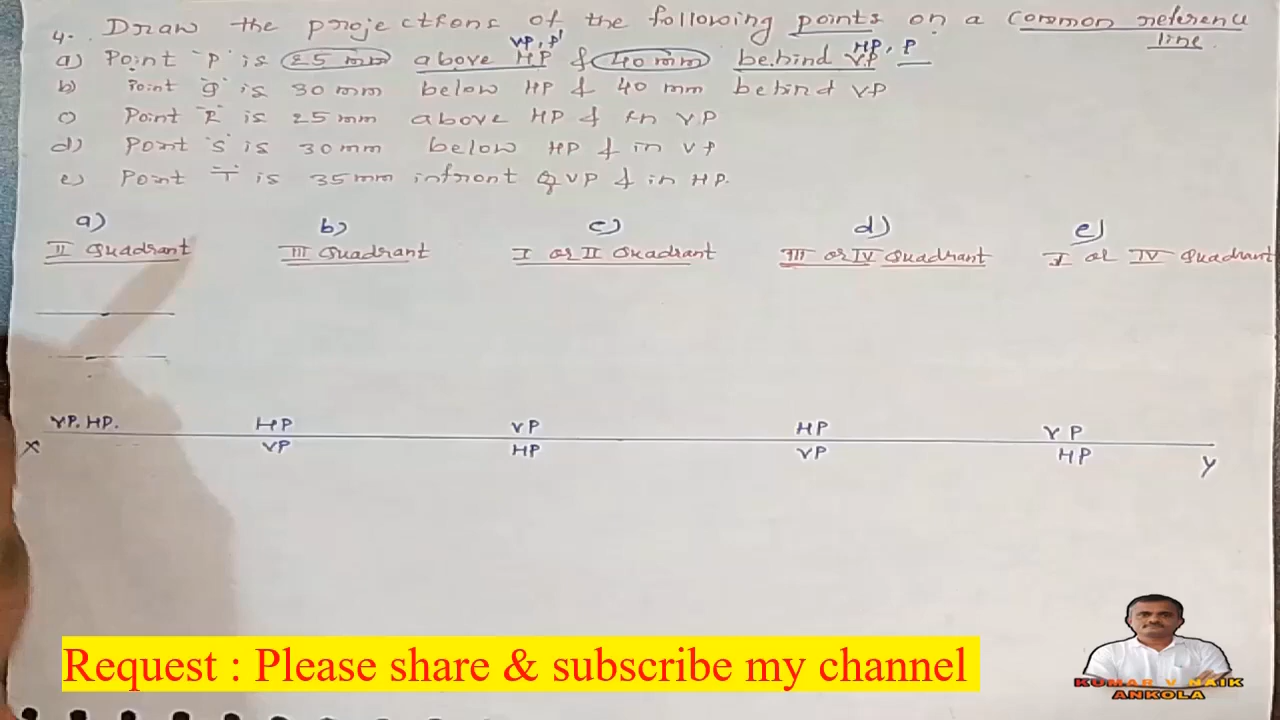 4. Draw the projections of the following points on a common reference line.
VP, P' HP, P
a) Point "P" is 25 mm above HP & 40 mm behind VP
b) Point "Q" is 30 mm below HP & 40 mm behind VP
c) Point "R" is 25 mm above HP & in VP
d) Point "S" is 30 mm below HP & in VP
e) Point "T" is 35 mm infront of VP & in HP.
a) b) c) d) e)
II Quadrant III Quadrant I or II Quadrant III or IV Quadrant I or IV Quadrant
VP. HP. HP VP HP VP
X VP HP VP HP Y
Request : Please share & subscribe my channel
KUMAR V NAIK
ANKOLA